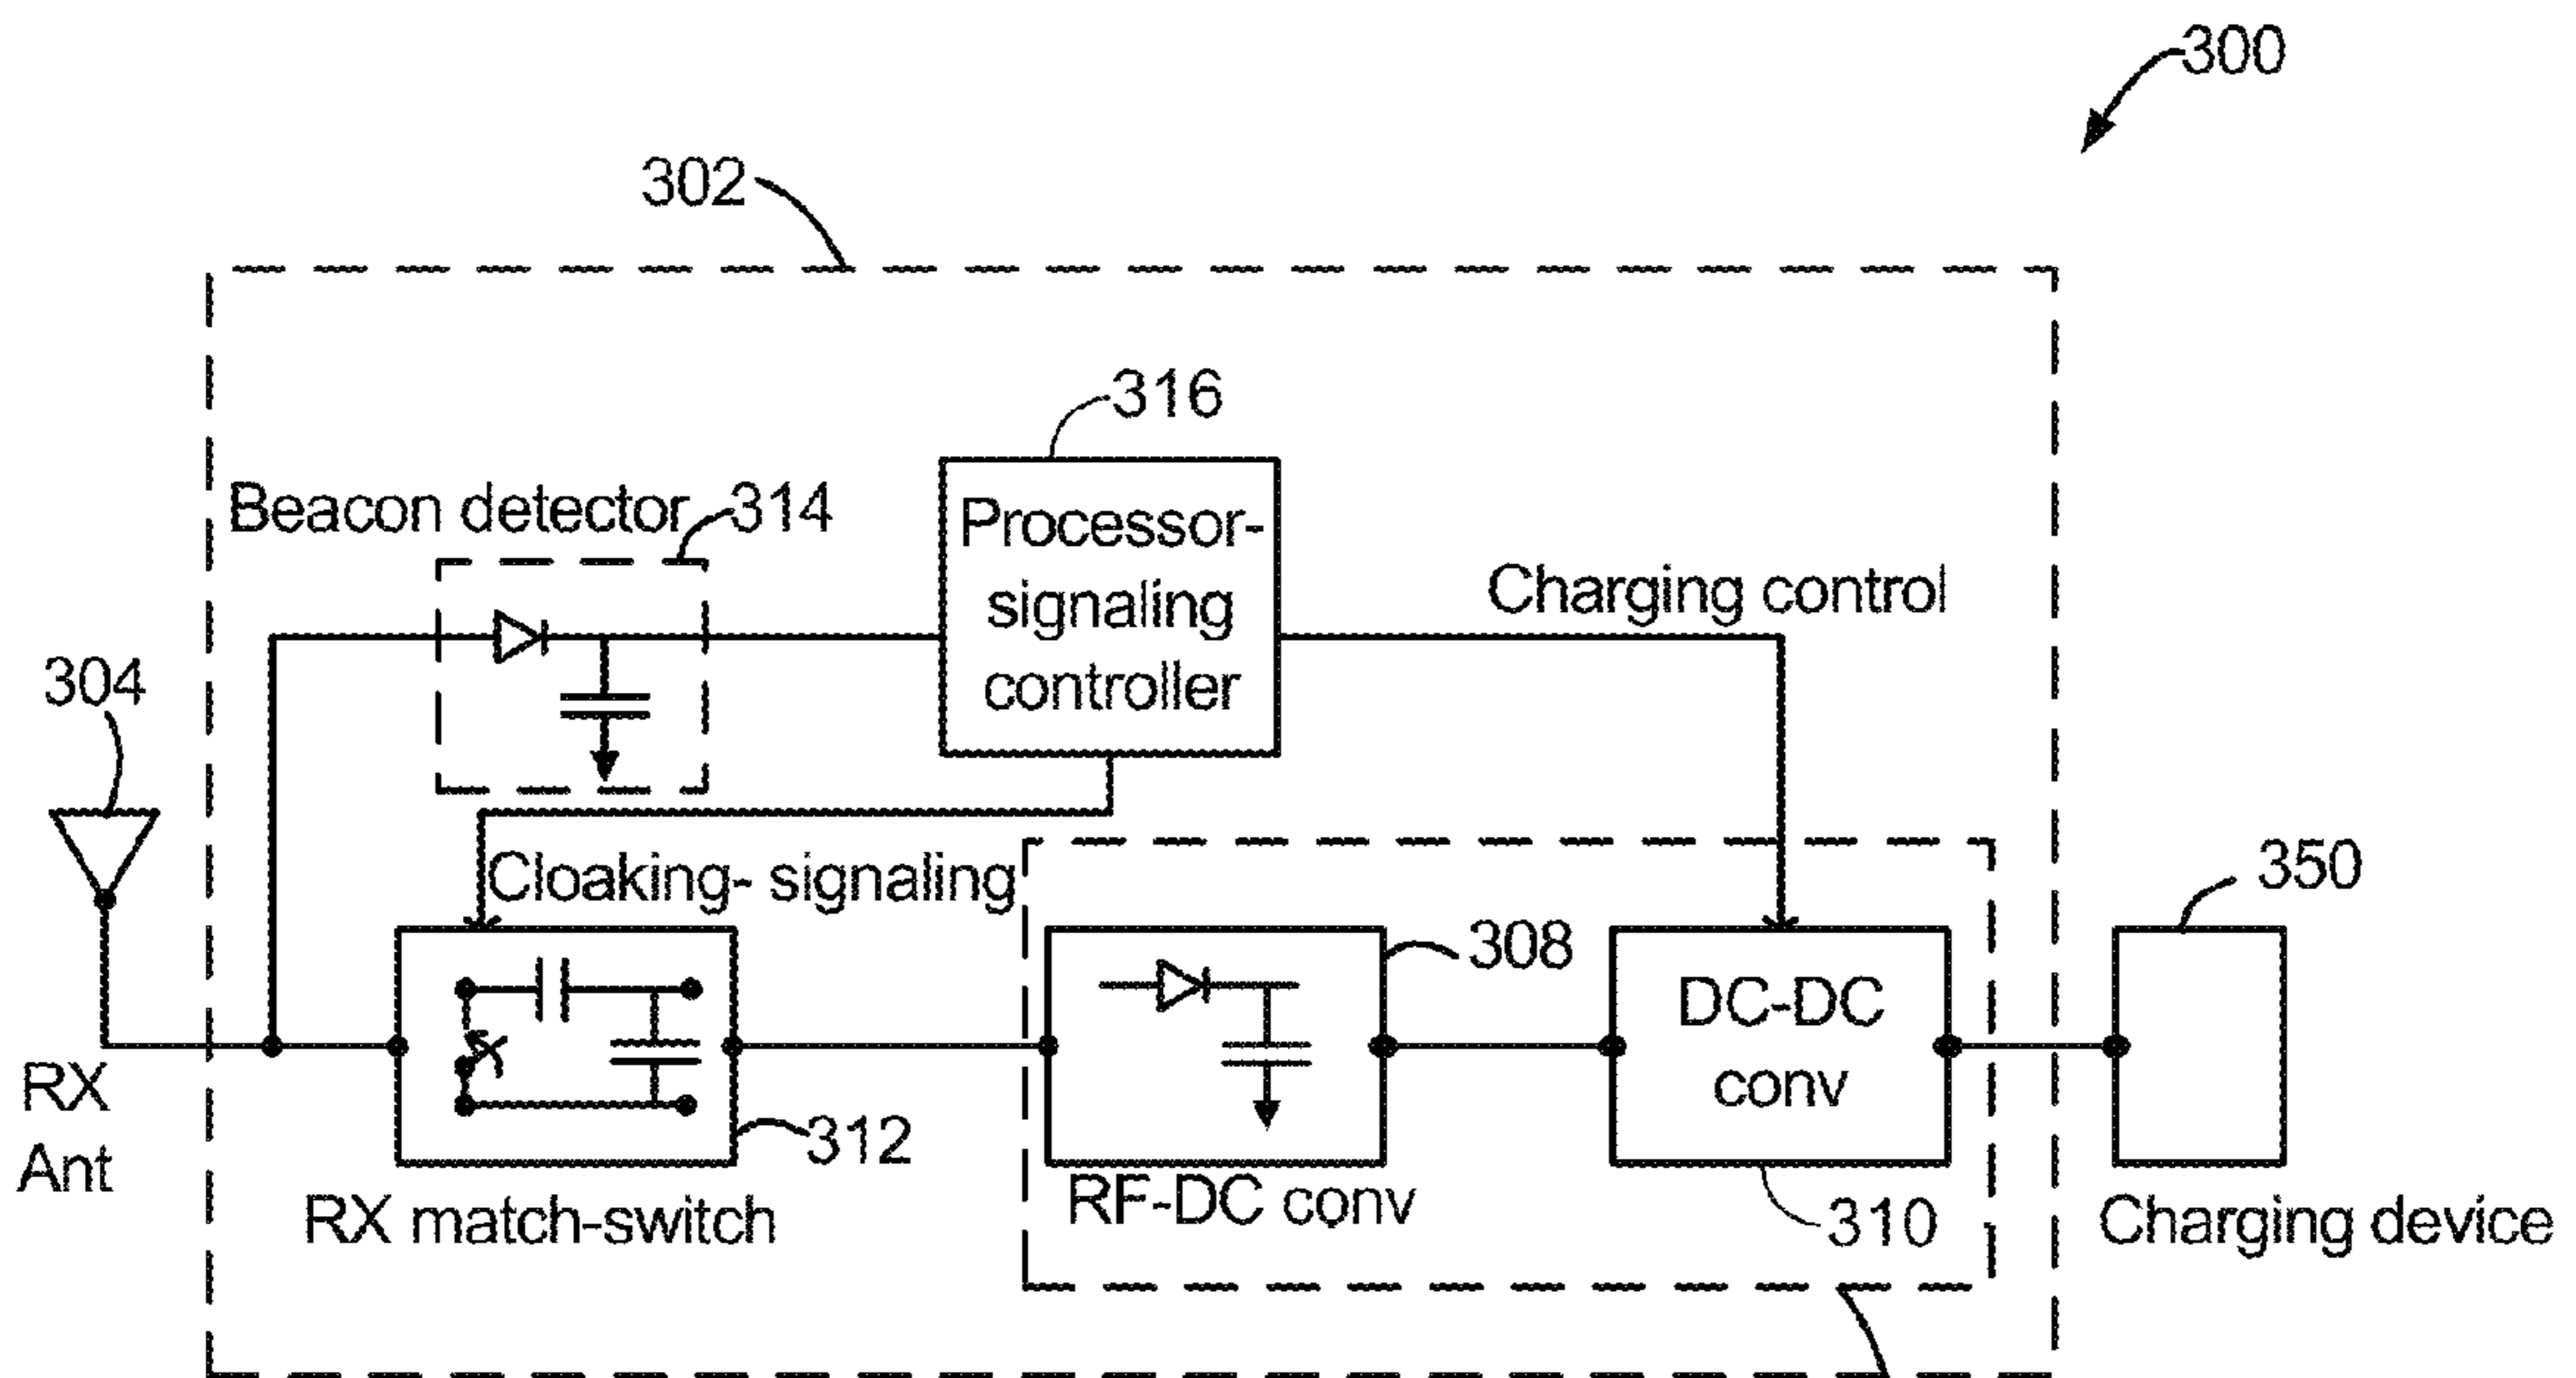 300
302
316
Beacon detector
314
Processor-
signaling
controller
Charging control
304
Cloaking- signaling
350
308
DC-DC
conv
RX
Ant
312
RX match-switch
RF-DC conv
310
Charging device